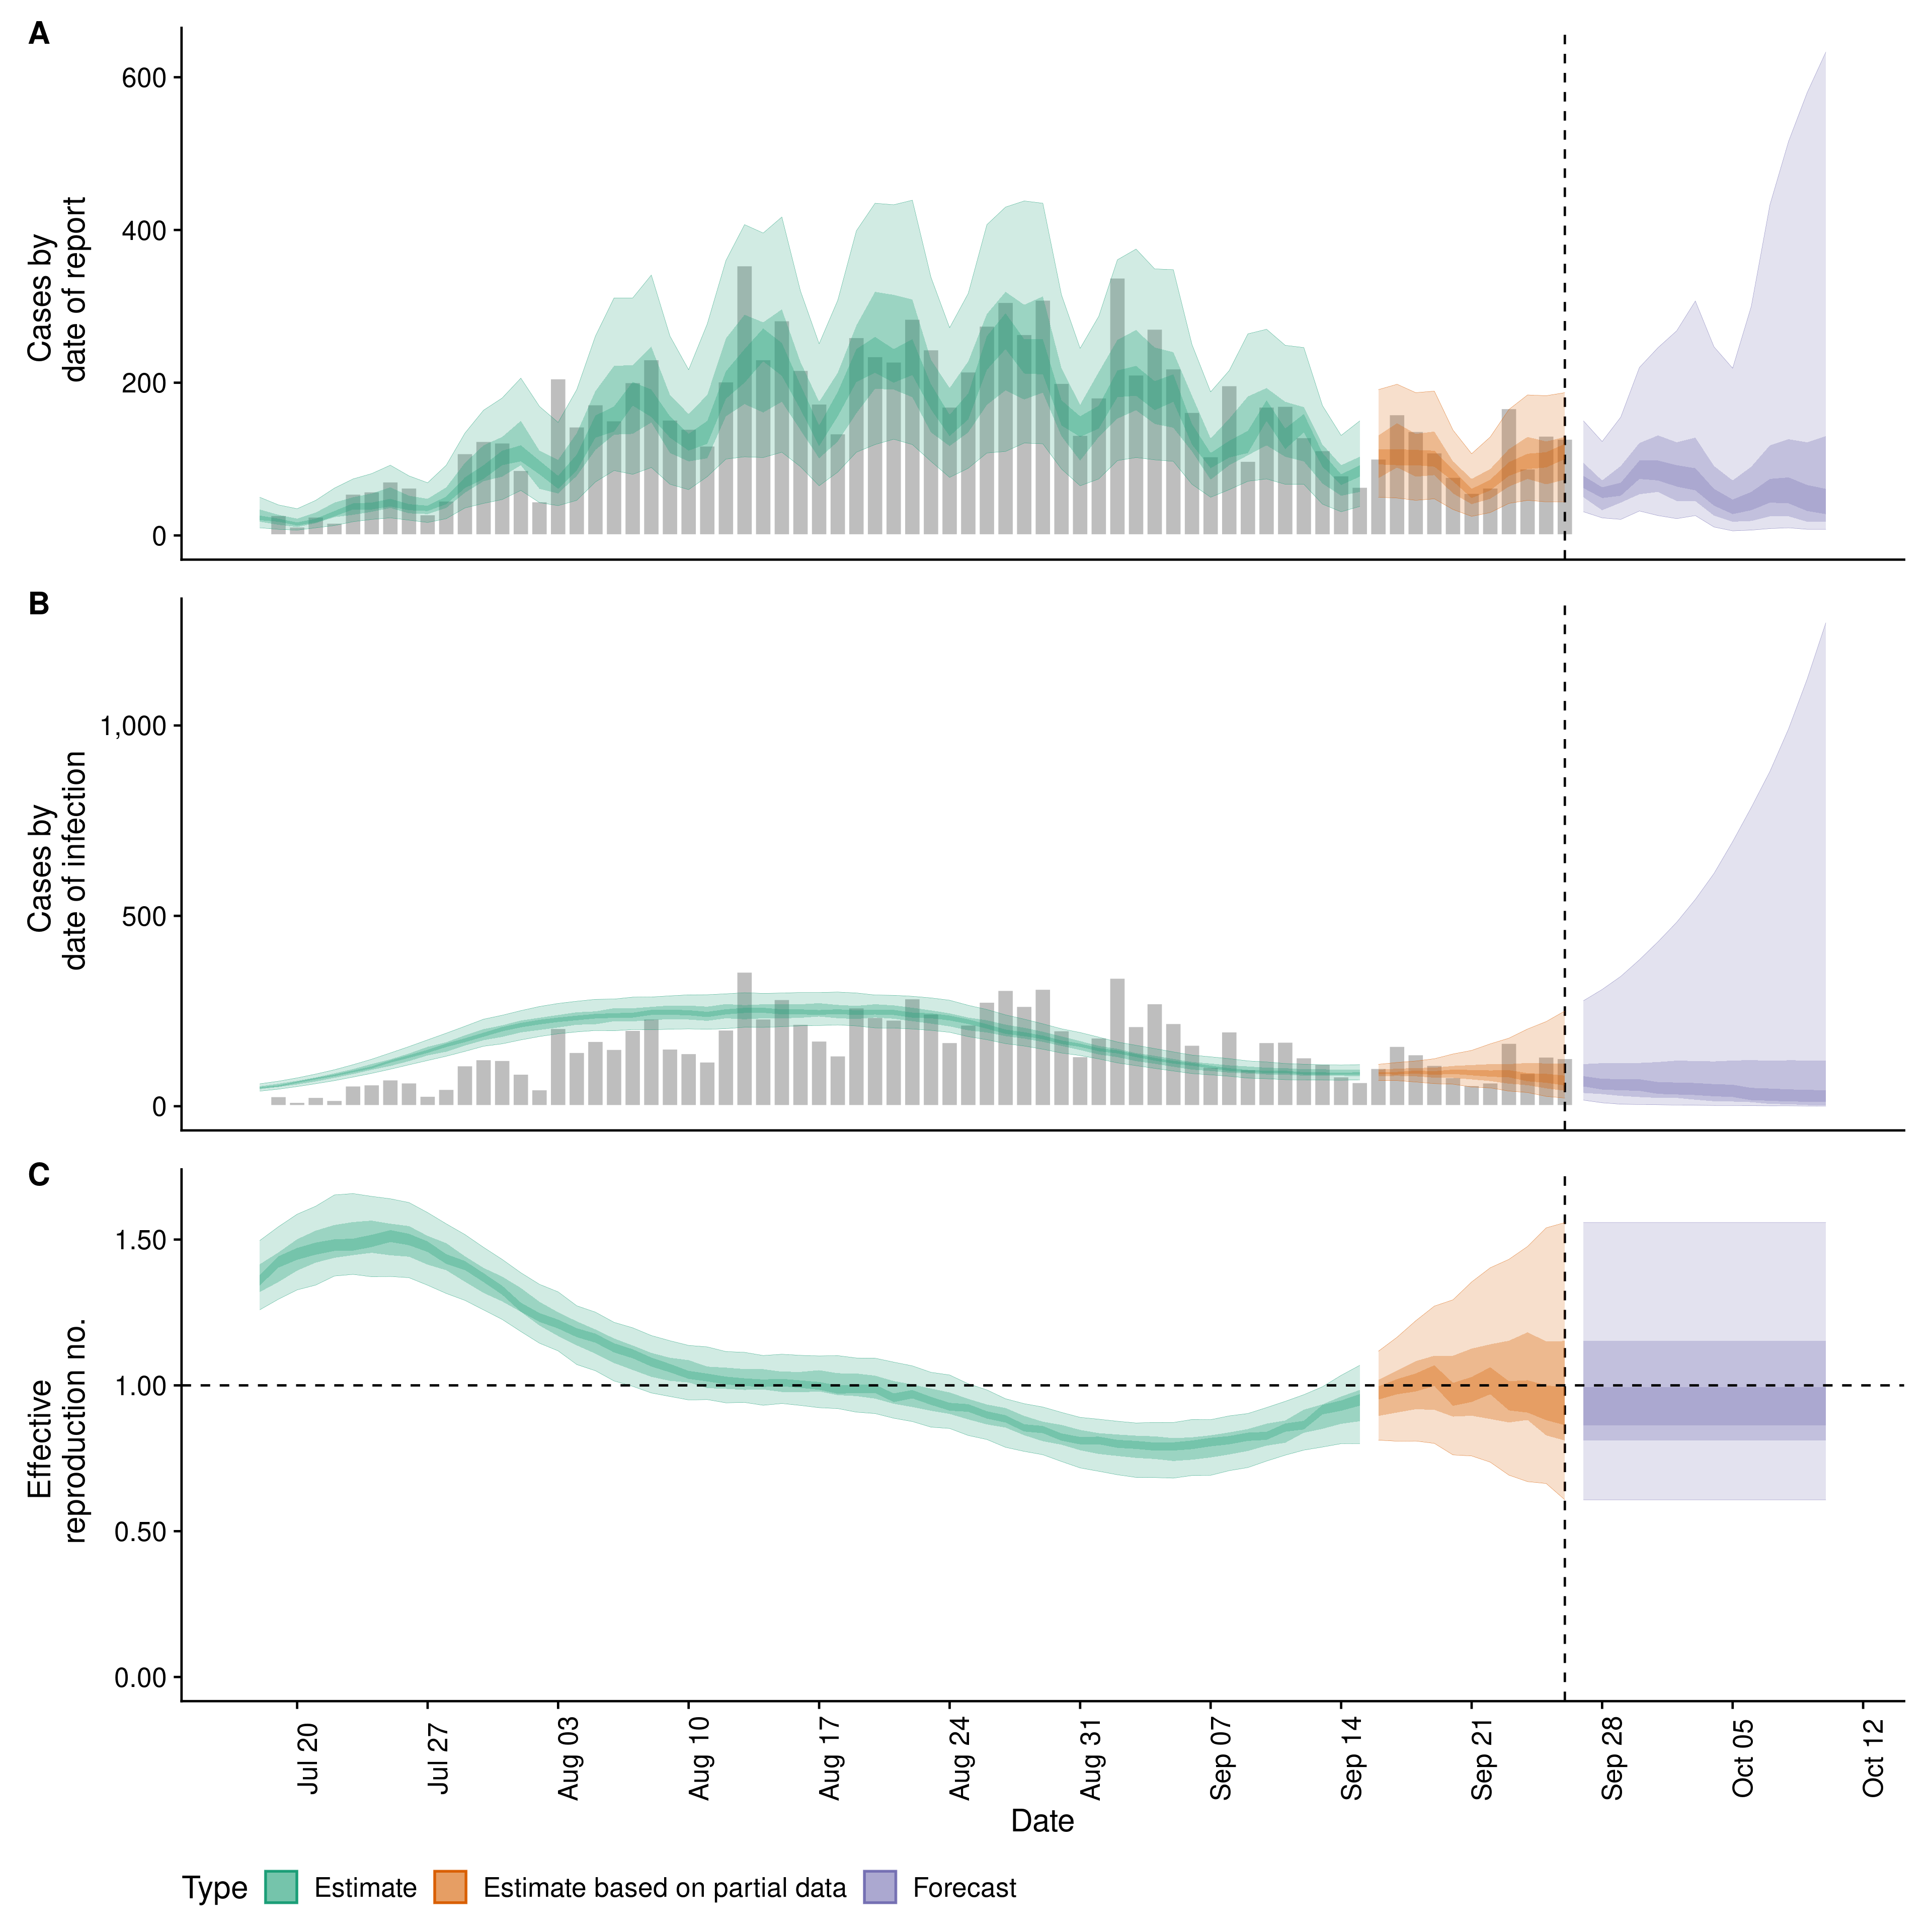 A
600
400
200
0
Cases by
date of report
B
1,000
500
0
Cases by
date of infection
C
1.50
1.00
0.50
0.00
Effective
reproduction no.
Jul 20
Jul 27
Aug 03
Aug 10
Aug 17
Aug 24
Aug 31
Sep 07
Sep 14
Sep 21
Sep 28
Oct 05
Oct 12
Date
Type Estimate Estimate based on partial data Forecast